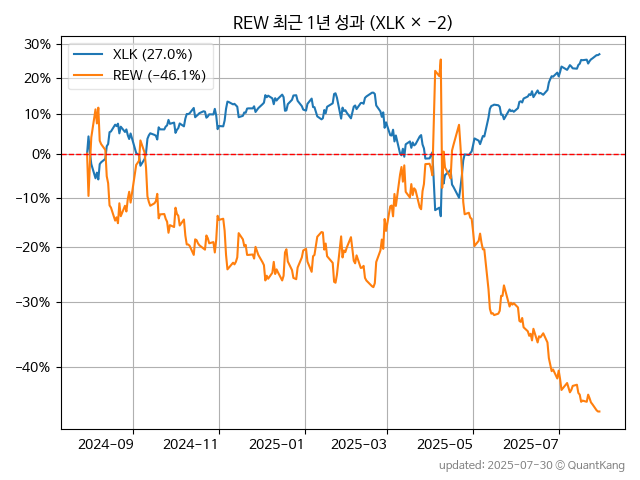 REW 최근 1년 성과 (XLK × -2)
XLK (27.0%)
REW (-46.1%)
30%
20%
10%
0%
-10%
-20%
-30%
-40%
2024-09 2024-11 2025-01 2025-03 2025-05 2025-07
updated: 2025-07-30 © QuantKang